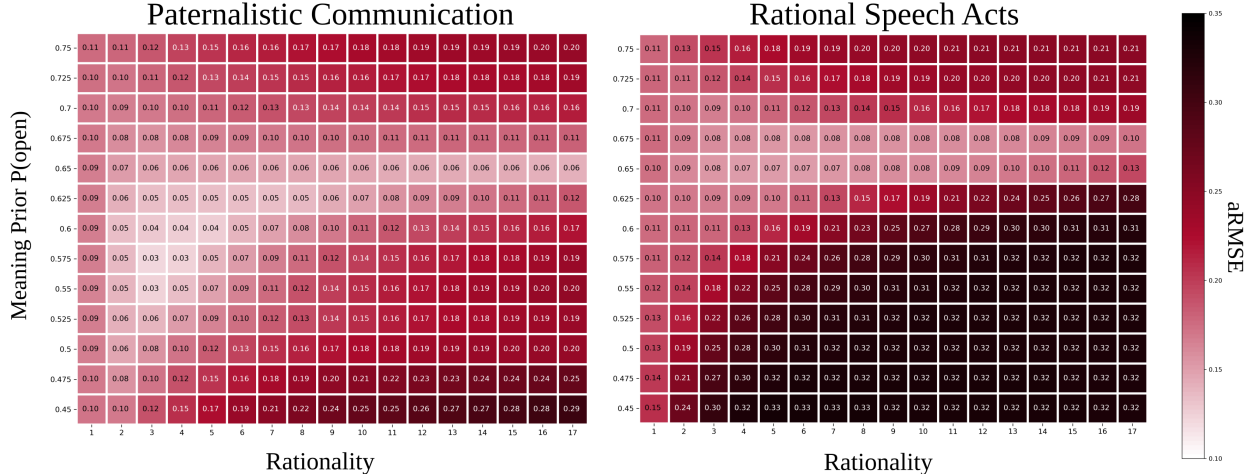 Paternalistic Communication Rational Speech Acts
Meaning Prior P(open)
0.75 0.11 0.11 0.12 0.13 0.15 0.16 0.16 0.17 0.17 0.18 0.18 0.19 0.19 0.19 0.19 0.20 0.20
0.725 0.10 0.10 0.11 0.12 0.13 0.14 0.15 0.15 0.16 0.16 0.17 0.17 0.18 0.18 0.18 0.18 0.19
0.7 0.10 0.09 0.10 0.10 0.11 0.12 0.13 0.13 0.14 0.14 0.14 0.15 0.15 0.15 0.16 0.16 0.16
0.675 0.10 0.08 0.08 0.09 0.09 0.10 0.10 0.10 0.10 0.11 0.11 0.11 0.11 0.11 0.11 0.11 0.11
0.65 0.09 0.07 0.06 0.06 0.06 0.06 0.06 0.06 0.06 0.06 0.06 0.06 0.06 0.06 0.06 0.06 0.06
0.625 0.09 0.06 0.05 0.05 0.05 0.05 0.06 0.06 0.07 0.07 0.08 0.09 0.09 0.10 0.11 0.11 0.12
0.6 0.09 0.05 0.04 0.04 0.04 0.05 0.07 0.08 0.10 0.11 0.12 0.13 0.14 0.15 0.16 0.16 0.17
0.575 0.09 0.05 0.03 0.03 0.05 0.07 0.09 0.11 0.12 0.14 0.15 0.16 0.17 0.18 0.18 0.19 0.19
0.55 0.09 0.05 0.03 0.05 0.07 0.09 0.11 0.12 0.14 0.15 0.16 0.17 0.18 0.19 0.19 0.20 0.20
0.525 0.09 0.06 0.06 0.07 0.09 0.10 0.12 0.13 0.14 0.15 0.16 0.17 0.18 0.18 0.19 0.19 0.19
0.5 0.09 0.06 0.08 0.10 0.12 0.13 0.15 0.16 0.17 0.18 0.18 0.19 0.19 0.19 0.20 0.20 0.20
0.475 0.10 0.08 0.10 0.12 0.15 0.16 0.18 0.19 0.20 0.21 0.22 0.23 0.23 0.24 0.24 0.24 0.25
0.45 0.10 0.10 0.12 0.15 0.17 0.19 0.21 0.22 0.24 0.25 0.25 0.26 0.27 0.27 0.28 0.28 0.29
1 2 3 4 5 6 7 8 9 10 11 12 13 14 15 16 17
Rationality
0.75 0.11 0.13 0.15 0.16 0.18 0.19 0.19 0.20 0.20 0.20 0.21 0.21 0.21 0.21 0.21 0.21 0.21
0.725 0.11 0.11 0.12 0.14 0.15 0.16 0.17 0.18 0.19 0.19 0.20 0.20 0.20 0.20 0.20 0.21 0.21
0.7 0.10 0.10 0.09 0.10 0.11 0.12 0.13 0.14 0.15 0.16 0.16 0.17 0.18 0.18 0.18 0.19 0.19
0.675 0.11 0.09 0.08 0.08 0.08 0.08 0.08 0.08 0.08 0.08 0.08 0.08 0.08 0.09 0.09 0.09 0.10
0.65 0.10 0.09 0.08 0.07 0.07 0.07 0.07 0.08 0.08 0.08 0.09 0.09 0.10 0.10 0.11 0.12 0.13
0.625 0.10 0.10 0.09 0.09 0.10 0.11 0.13 0.15 0.17 0.19 0.21 0.22 0.24 0.25 0.26 0.27 0.28
0.6 0.11 0.11 0.11 0.13 0.16 0.19 0.21 0.23 0.25 0.27 0.28 0.29 0.30 0.30 0.31 0.31 0.31
0.575 0.11 0.12 0.14 0.18 0.21 0.24 0.26 0.28 0.29 0.30 0.31 0.31 0.32 0.32 0.32 0.32 0.32
0.55 0.12 0.14 0.18 0.22 0.25 0.28 0.29 0.30 0.31 0.31 0.32 0.32 0.32 0.32 0.32 0.32 0.32
0.525 0.13 0.16 0.22 0.26 0.28 0.30 0.31 0.31 0.32 0.32 0.32 0.32 0.32 0.32 0.32 0.32 0.32
0.5 0.13 0.19 0.25 0.28 0.30 0.31 0.32 0.32 0.32 0.32 0.32 0.32 0.32 0.32 0.32 0.32 0.32
0.475 0.14 0.21 0.27 0.30 0.32 0.32 0.32 0.32 0.32 0.32 0.32 0.32 0.32 0.32 0.32 0.32 0.32
0.45 0.15 0.24 0.30 0.32 0.33 0.33 0.33 0.33 0.33 0.32 0.32 0.32 0.32 0.32 0.32 0.32 0.32
1 2 3 4 5 6 7 8 9 10 11 12 13 14 15 16 17
Rationality
0.35
0.30
0.25
0.20
0.15
0.10
aRMSE